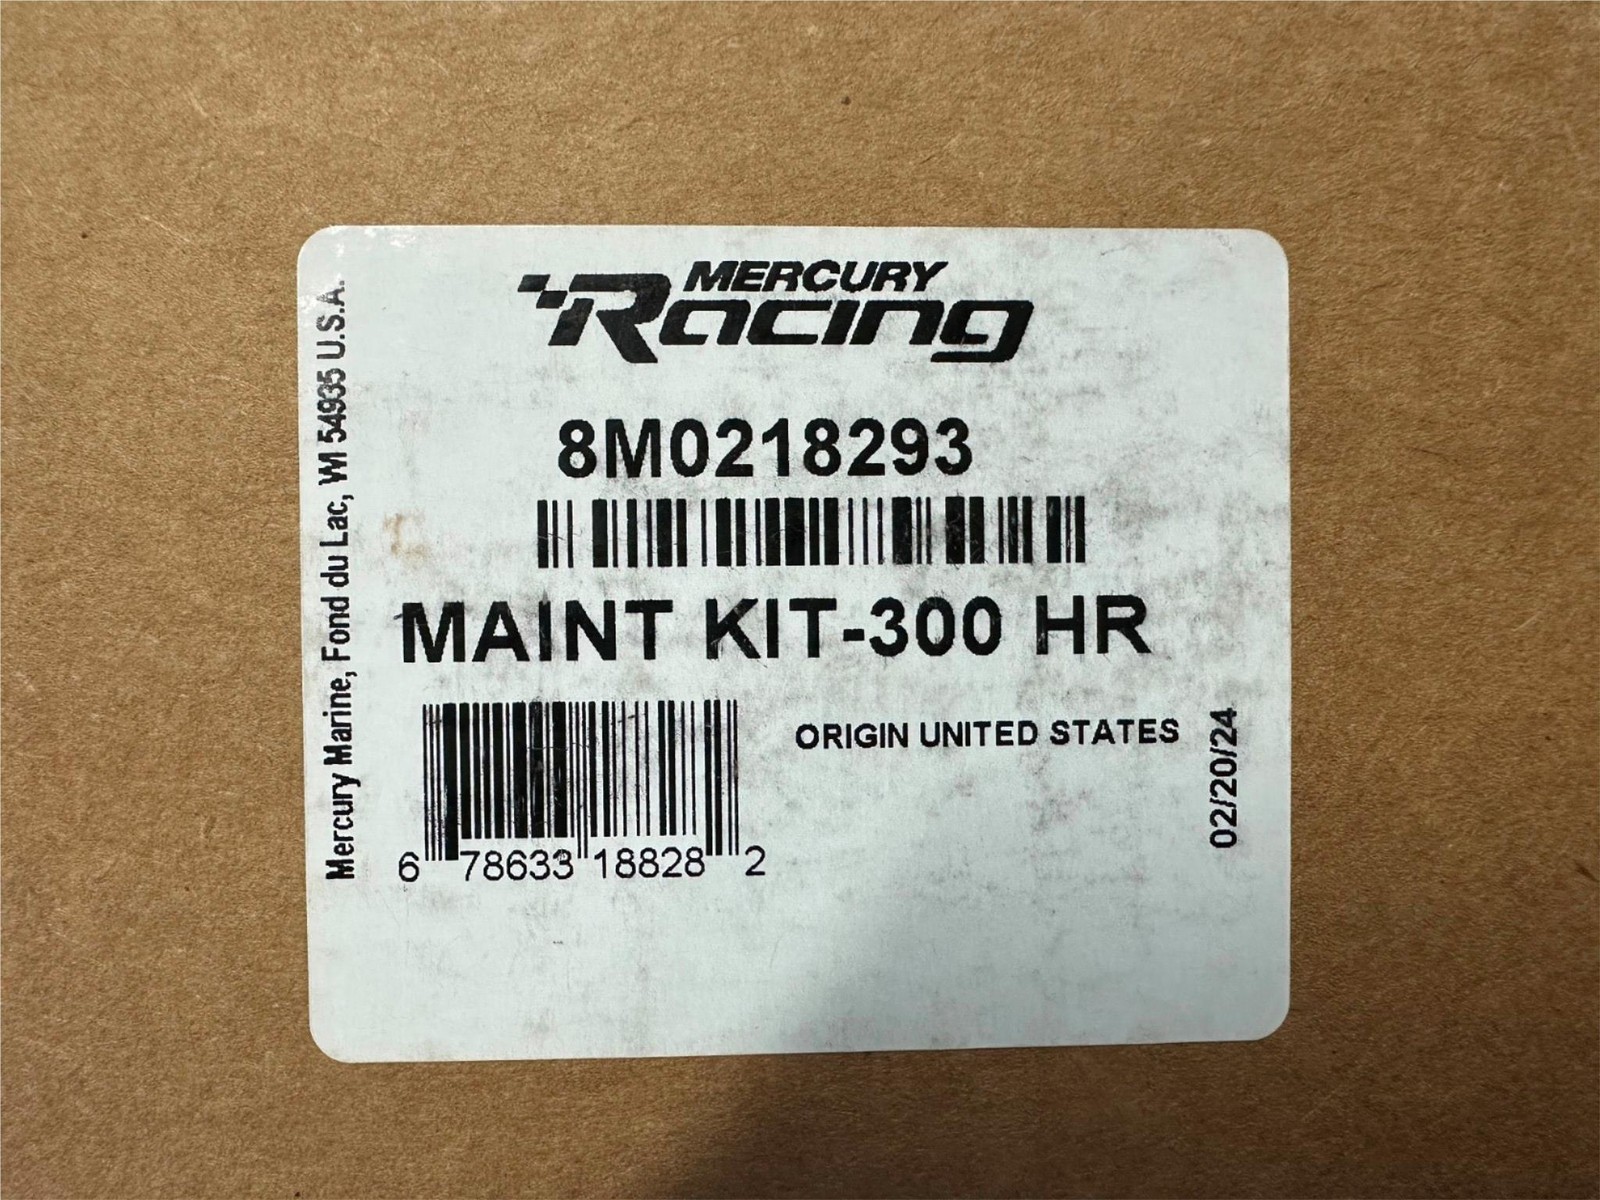 MERCURY
Racing
8M0218293
MAINT KIT-300 HR
ORIGIN UNITED STATES
6 78633 18828 2
02/20/24
Mercury Marine, Fond du Lac, WI 54935 U.S.A.